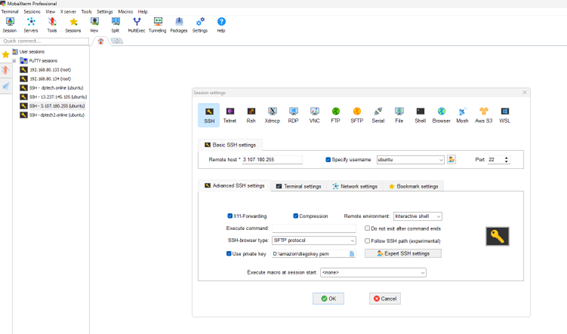 MobaXterm Professional
Terminal Sessions View X server Tools Settings Macros Help
Session Servers Tools Sessions View Split MultiExec Tunneling Packages Settings Help
Quick connect...
User sessions
PuTTY sessions
192.168.80.133 (root)
192.168.80.134 (root)
SSH - dptech.online (ubuntu)
SSH - 13.237.145.105 (ubuntu)
SSH - 3.107.180.255 (ubuntu)
SSH - dptech2.online (ubuntu)
Session settings
SSH Telnet Rsh Xdmcp RDP VNC FTP SFTP Serial File Shell Browser Mosh Aws S3 WSL
Basic SSH settings
Remote host * 3.107.180.255 Specify username ubuntu Port 22
Advanced SSH settings Terminal settings Network settings Bookmark settings
X11-Forwarding Compression Remote environment: Interactive shell
Execute command: Do not exit after command ends
SSH-browser type: SFTP protocol Follow SSH path (experimental)
Use private key D:\amazon\diegokey.pem Expert SSH settings
Execute macro at session start: <none>
OK Cancel